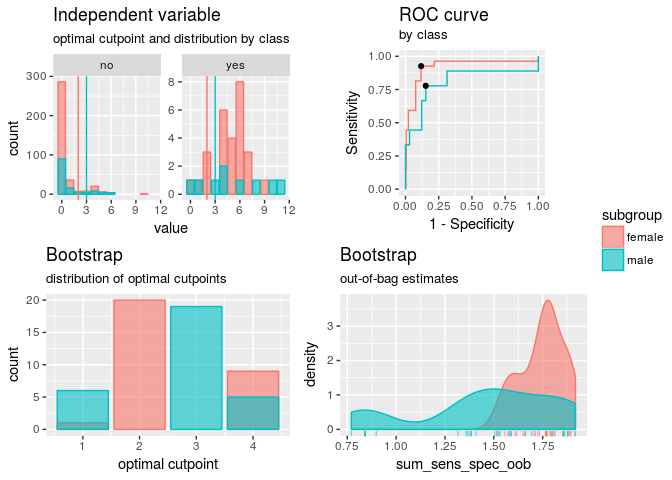 Independent variable
optimal cutpoint and distribution by class
no
yes
300
200
100
0
8
6
4
2
0
count
0 3 6 9 12
0 3 6 9 12
value
ROC curve
by class
1.00
0.75
0.50
0.25
0.00
Sensitivity
0.00 0.25 0.50 0.75 1.00
1 - Specificity
subgroup
female
male
Bootstrap
distribution of optimal cutpoints
20
15
10
5
0
count
1 2 3 4
optimal cutpoint
Bootstrap
out-of-bag estimates
3
2
1
0
density
0.75 1.00 1.25 1.50 1.75
sum_sens_spec_oob